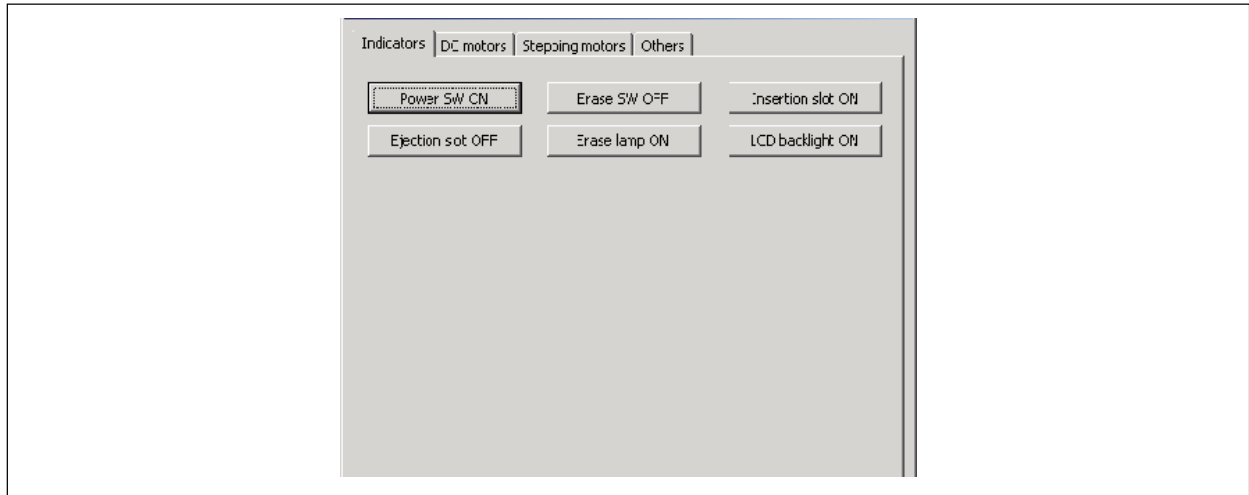 Indicators DC motors Stepping motors Others
Power SW ON Erase SW OFF Insertion slot ON
Ejection slot OFF Erase lamp ON LCD backlight ON